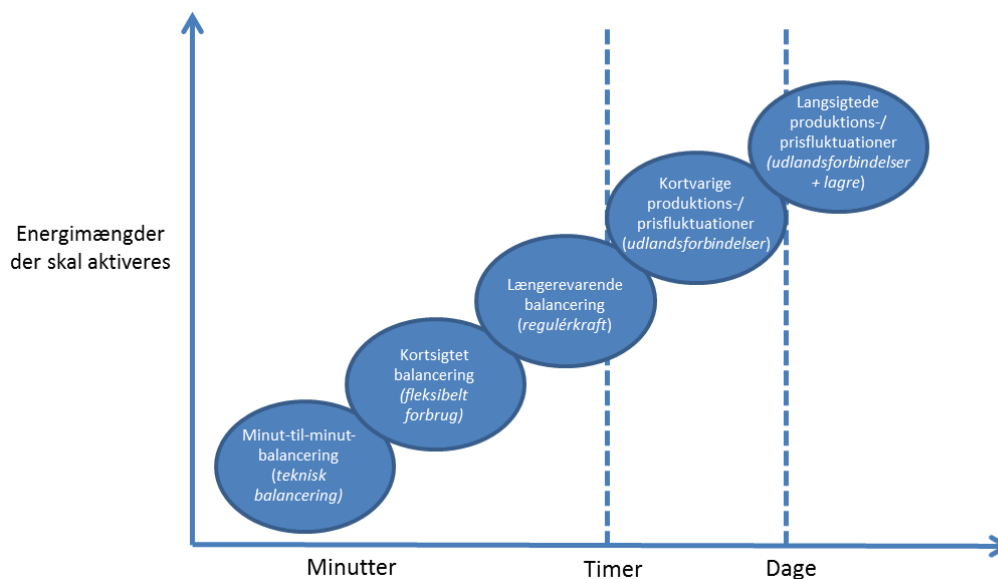 Langsigtede
produktions-/
prisfluktuationer
(udlandsforbindelser
+ lagre)
Kortvarige
produktions-/
prisfluktuationer
(udlandsforbindelser)
Energimængder
der skal aktiveres
Længerevarende
balancering
(regulérkraft)
Kortsigtet
balancering
(fleksibelt
forbrug)
Minut-til-minut-
balancering
(teknisk
balancering)
Minutter
Timer
Dage